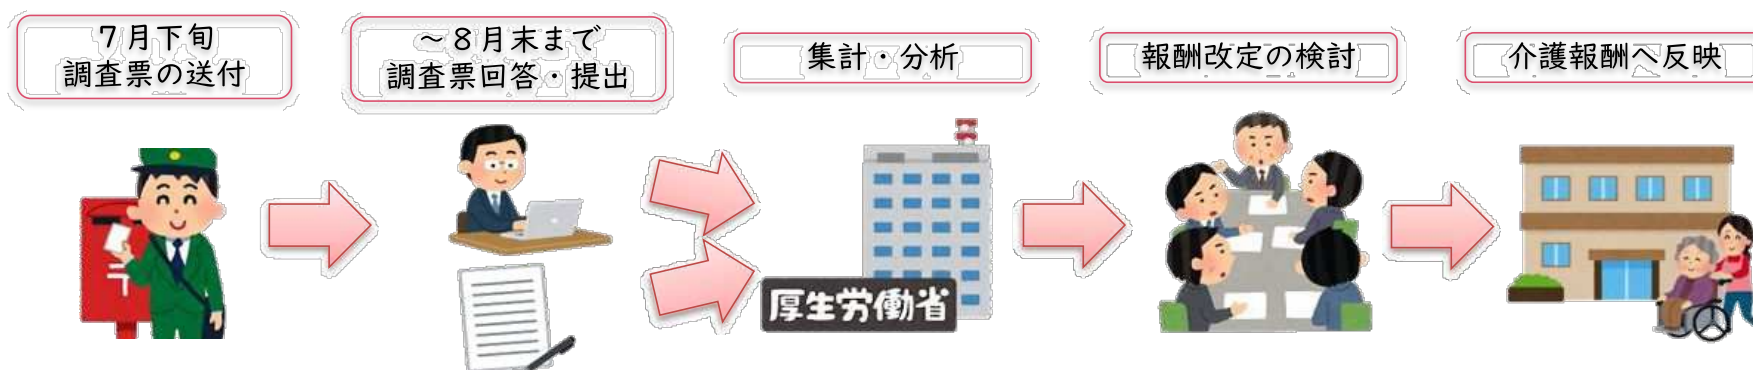 7月下旬
調査票の送付
～8月末まで
調査票回答・提出
集計・分析
報酬改定の検討
介護報酬へ反映
厚生労働省